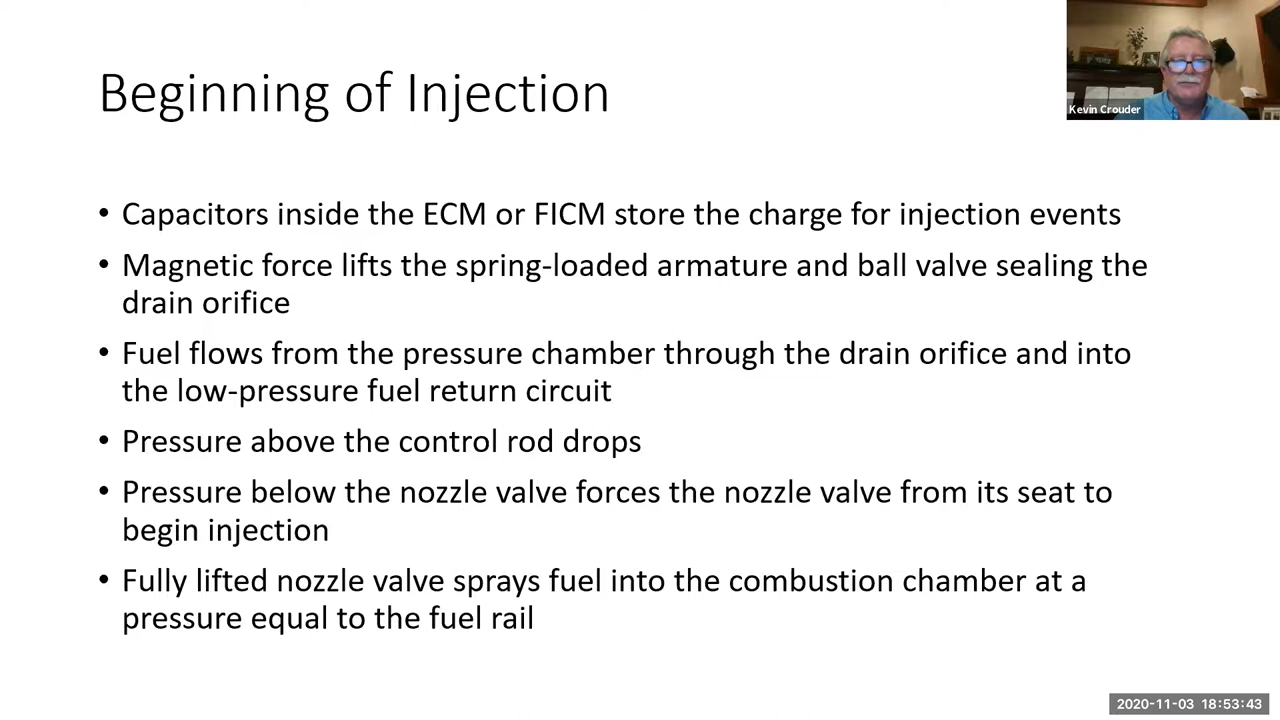 Beginning of Injection
Kevin Crouder
• Capacitors inside the ECM or FICM store the charge for injection events
• Magnetic force lifts the spring-loaded armature and ball valve sealing the
drain orifice
• Fuel flows from the pressure chamber through the drain orifice and into
the low-pressure fuel return circuit
• Pressure above the control rod drops
• Pressure below the nozzle valve forces the nozzle valve from its seat to
begin injection
• Fully lifted nozzle valve sprays fuel into the combustion chamber at a
pressure equal to the fuel rail
2020-11-03 18:53:43